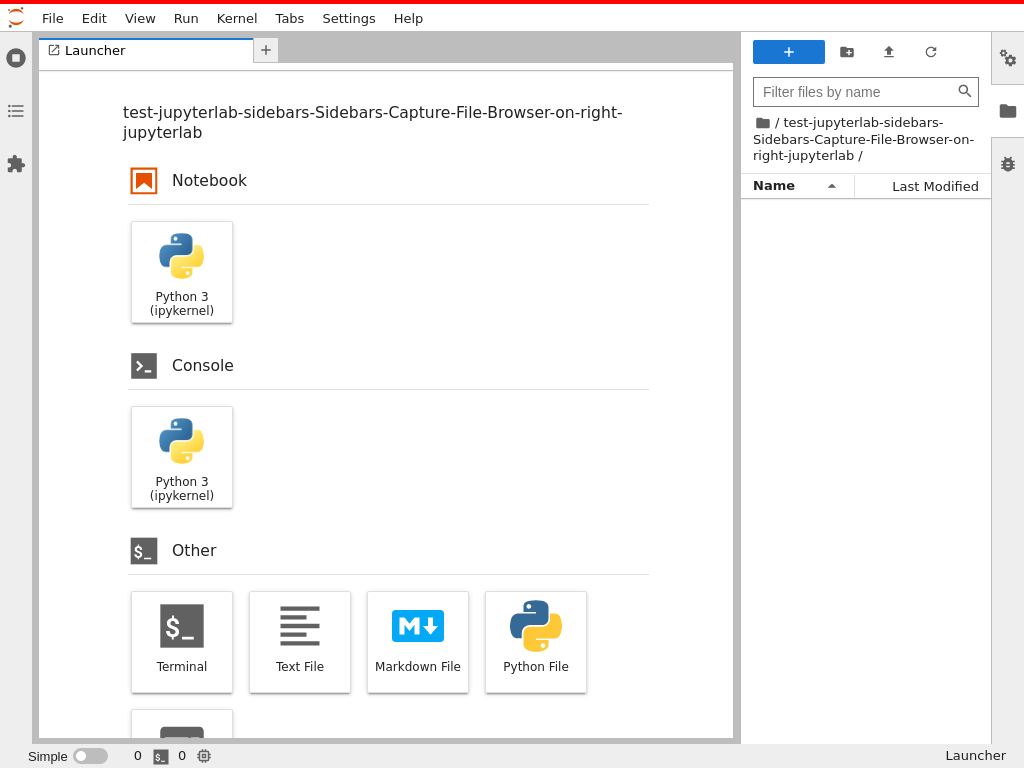 File Edit View Run Kernel Tabs Settings Help
Launcher
test-jupyterlab-sidebars-Sidebars-Capture-File-Browser-on-right-
jupyterlab
Notebook
Python 3
(ipykernel)
Console
Python 3
(ipykernel)
$_ Other
$_
Terminal
Text File
M
Markdown File
Python File
Filter files by name
/ test-jupyterlab-sidebars-
Sidebars-Capture-File-Browser-on-
right-jupyterlab /
Name Last Modified
Simple 0 $_ 0 Launcher